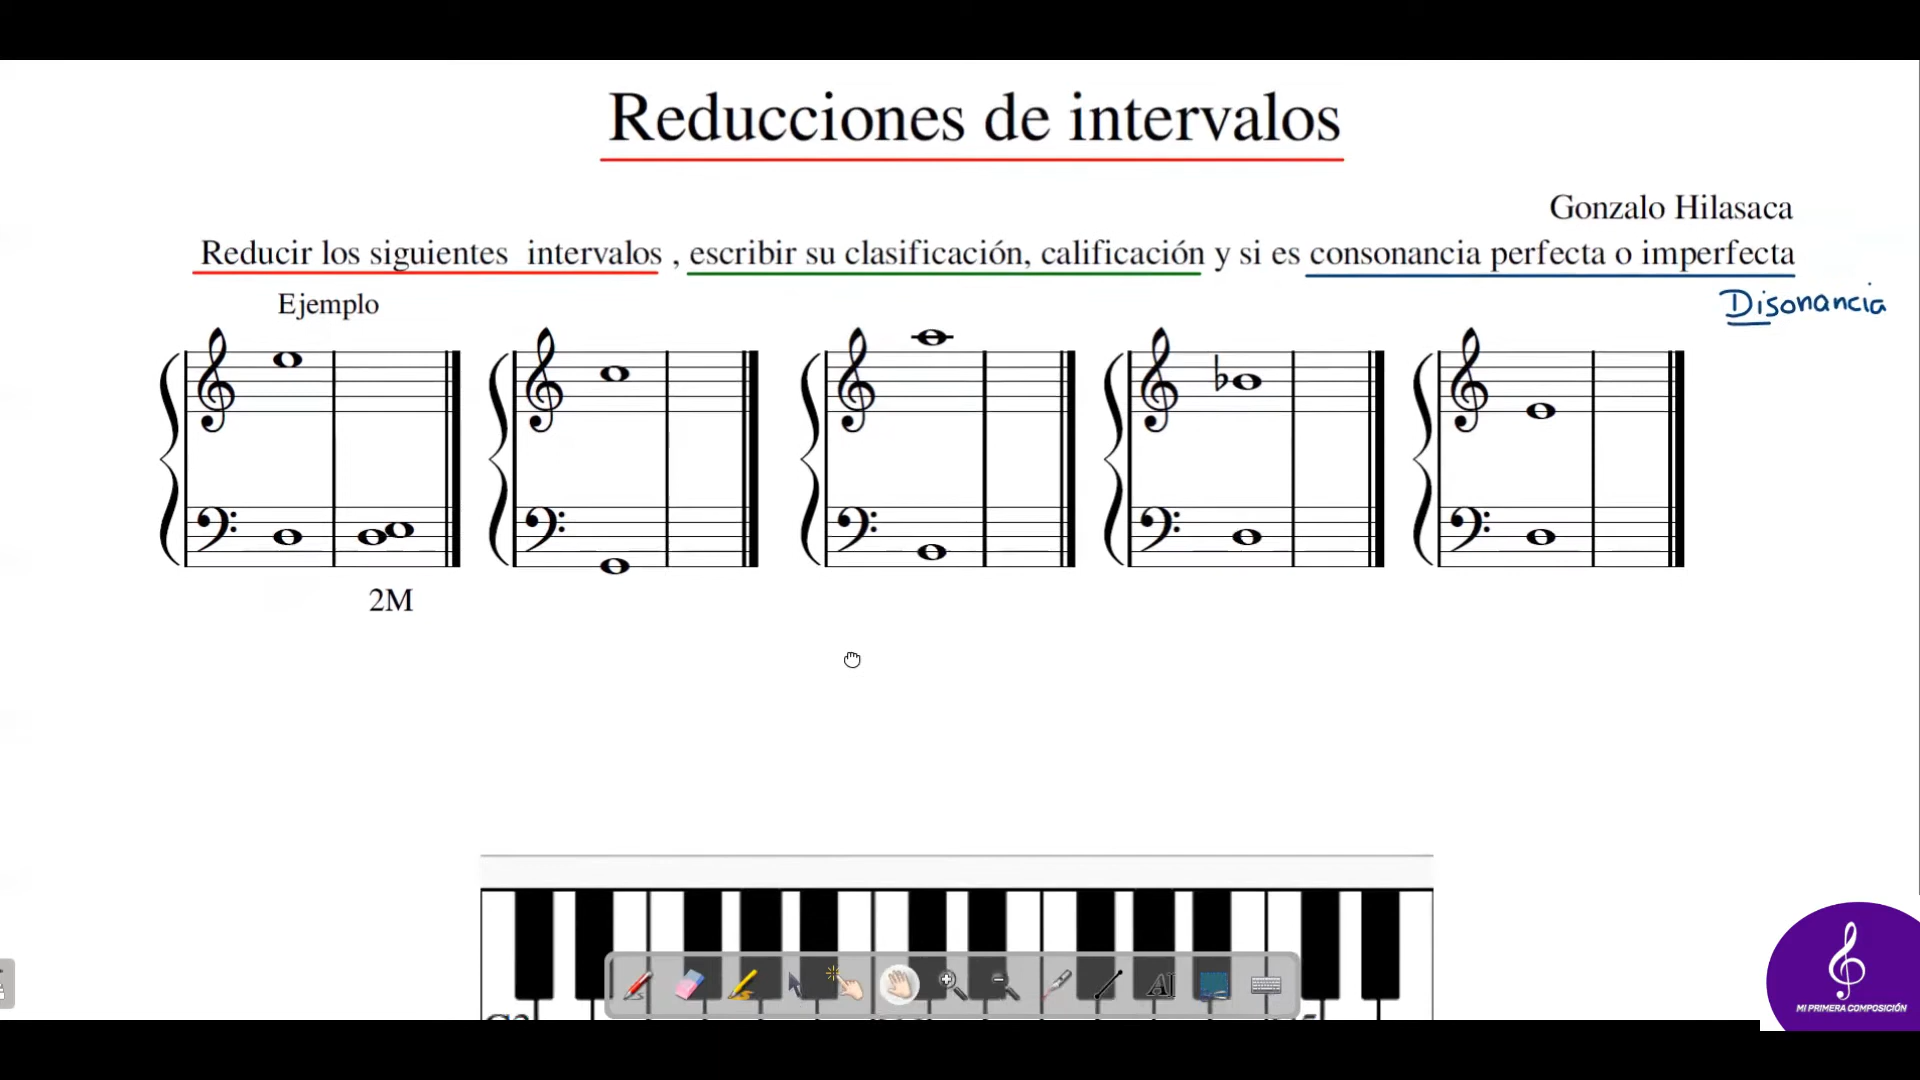 Reducciones de intervalos
Gonzalo Hilasaca
Reducir los siguientes intervalos , escribir su clasificación, calificación y si es consonancia perfecta o imperfecta
Ejemplo
Disonancia
2M
AI
MI PRIMERA COMPOSICIÓN